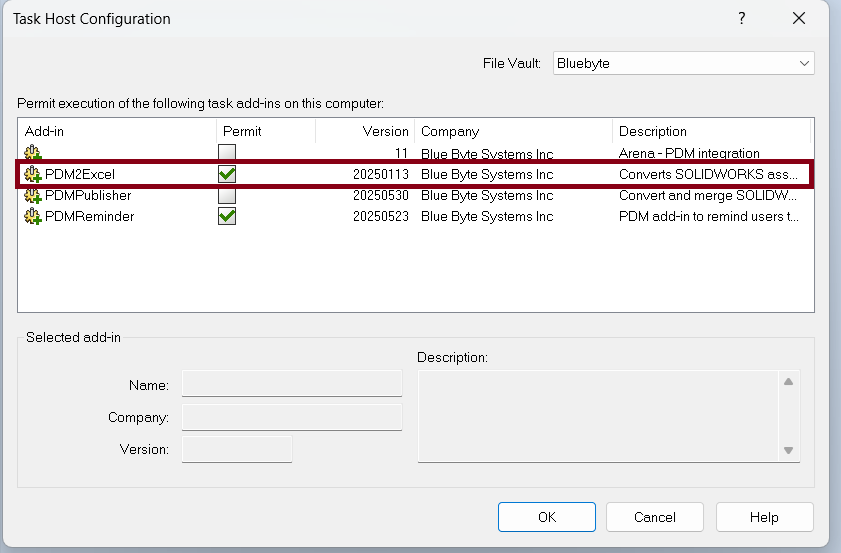 Task Host Configuration ?
File Vault: Bluebyte
Permit execution of the following task add-ins on this computer:
Add-in Permit Version Company Description
11 Blue Byte Systems Inc Arena - PDM integration
PDM2Excel 20250113 Blue Byte Systems Inc Converts SOLIDWORKS ass...
PDMPublisher 20250530 Blue Byte Systems Inc Convert and merge SOLIDW...
PDMReminder 20250523 Blue Byte Systems Inc PDM add-in to remind users t...
Selected add-in
Description:
Name:
Company:
Version:
OK Cancel Help